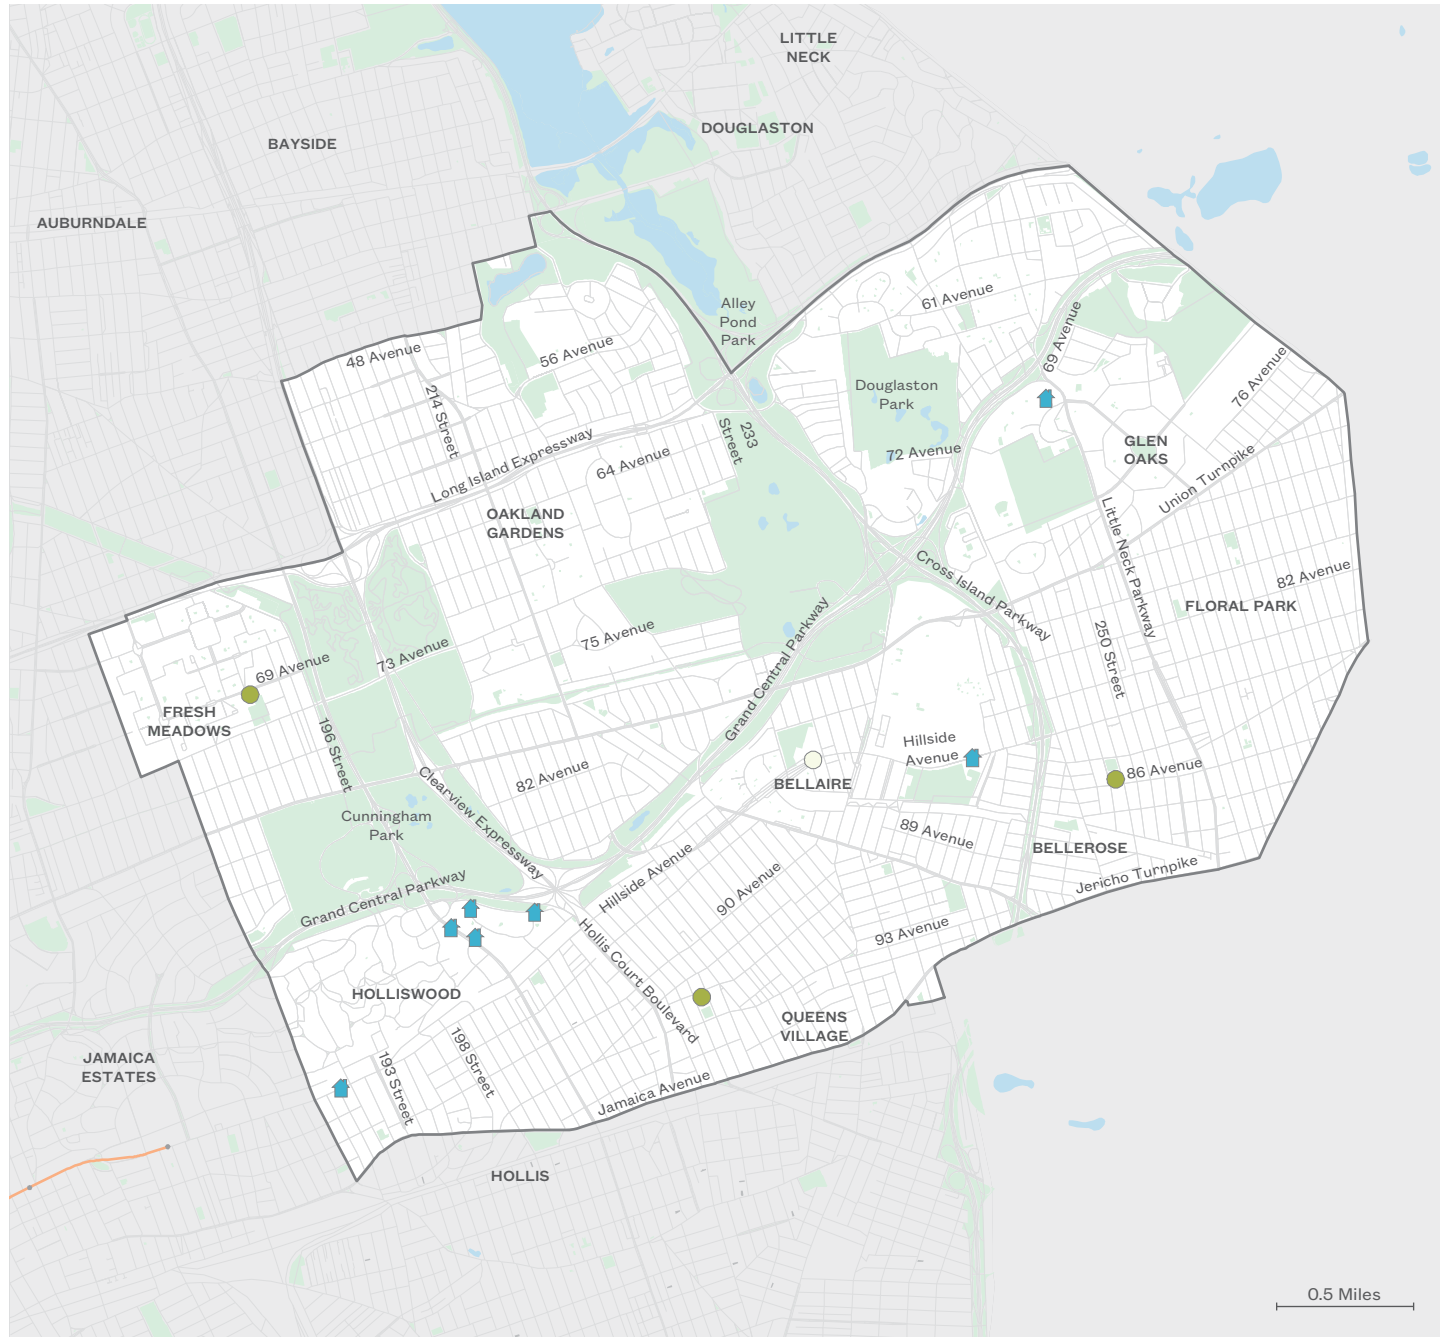 LITTLE
NECK
DOUGLASTON
BAYSIDE
AUBURNDALE
Alley
Pond
Park
61 Avenue
69 Avenue
48 Avenue
56 Avenue
214 Street
Douglaston
Park
76 Avenue
233
Street
Long Island Expressway
64 Avenue
72 Avenue
GLEN
OAKS
Union Turnpike
OAKLAND
GARDENS
Little Neck Parkway
Cross Island Parkway
82 Avenue
FLORAL PARK
75 Avenue
73 Avenue
69 Avenue
250 Street
Grand Central Parkway
FRESH
MEADOWS
196 Street
Hillside
Avenue
86 Avenue
82 Avenue
BELLAIRE
Clearview Expressway
Cunningham
Park
89 Avenue
BELLEROSE
Jericho Turnpike
Grand Central Parkway
Hillside Avenue
90 Avenue
93 Avenue
Hollis Court Boulevard
HOLLISWOOD
QUEENS
VILLAGE
198 Street
193 Street
JAMAICA
ESTATES
Jamaica Avenue
HOLLIS
0.5 Miles